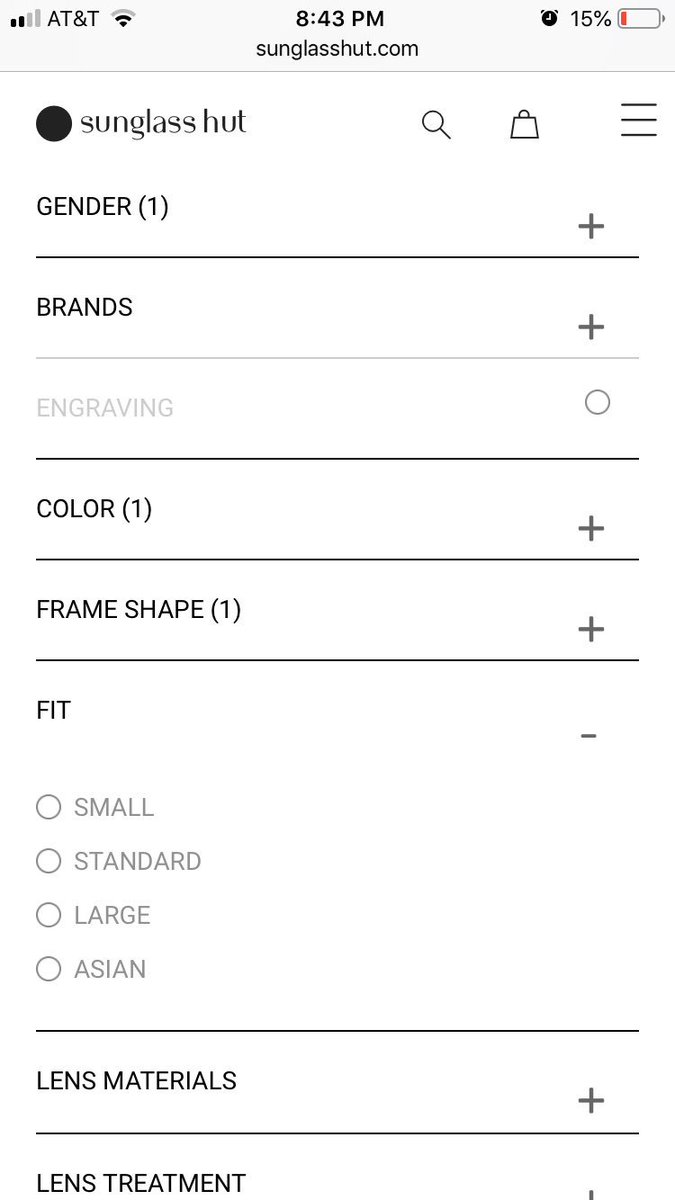 AT&T 8:43 PM 15%
sunglasshut.com
sunglass hut
GENDER (1)
BRANDS
ENGRAVING
COLOR (1)
FRAME SHAPE (1)
FIT
SMALL
STANDARD
LARGE
ASIAN
LENS MATERIALS
LENS TREATMENT